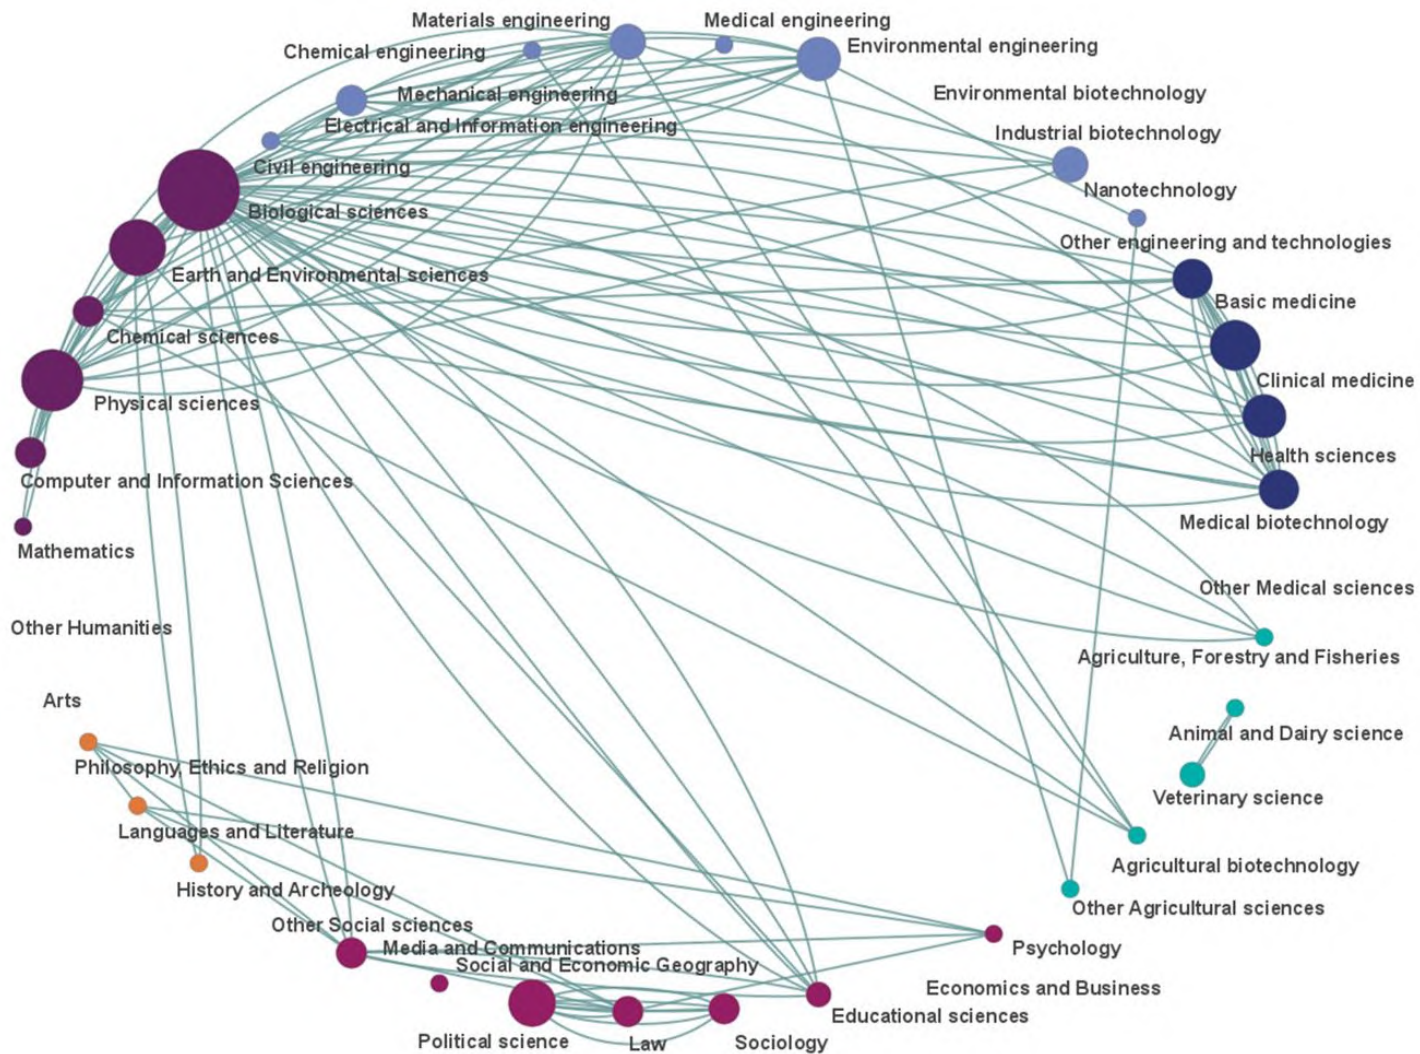 Materials engineering
Medical engineering
Chemical engineering
Environmental engineering
Mechanical engineering
Environmental biotechnology
Electrical and Information engineering
Industrial biotechnology
Civil engineering
Nanotechnology
Biological sciences
Other engineering and technologies
Earth and Environmental sciences
Basic medicine
Chemical sciences
Clinical medicine
Physical sciences
Health sciences
Computer and Information Sciences
Medical biotechnology
Mathematics
Other Medical sciences
Other Humanities
Agriculture, Forestry and Fisheries
Arts
Animal and Dairy science
Philosophy, Ethics and Religion
Veterinary science
Languages and Literature
Agricultural biotechnology
History and Archeology
Other Agricultural sciences
Other Social sciences
Media and Communications
Psychology
Social and Economic Geography
Economics and Business
Educational sciences
Political science
Law
Sociology